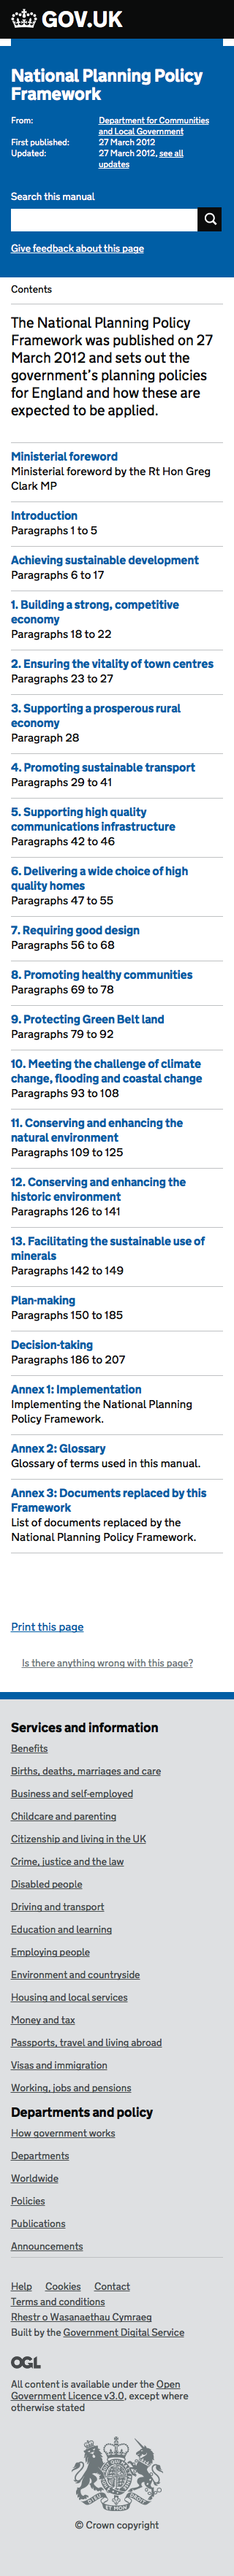 GOV.UK
National Planning Policy
Framework
From: Department for Communities
and Local Government
First published: 27 March 2012
Updated: 27 March 2012, see all
updates
Search this manual
Give feedback about this page
Contents
The National Planning Policy
Framework was published on 27
March 2012 and sets out the
government's planning policies
for England and how these are
expected to be applied.
Ministerial foreword
Ministerial foreword by the Rt Hon Greg
Clark MP
Introduction
Paragraphs 1 to 5
Achieving sustainable development
Paragraphs 6 to 17
1. Building a strong, competitive
economy
Paragraphs 18 to 22
2. Ensuring the vitality of town centres
Paragraphs 23 to 27
3. Supporting a prosperous rural
economy
Paragraph 28
4. Promoting sustainable transport
Paragraphs 29 to 41
5. Supporting high quality
communications infrastructure
Paragraphs 42 to 46
6. Delivering a wide choice of high
quality homes
Paragraphs 47 to 55
7. Requiring good design
Paragraphs 56 to 68
8. Promoting healthy communities
Paragraphs 69 to 78
9. Protecting Green Belt land
Paragraphs 79 to 92
10. Meeting the challenge of climate
change, flooding and coastal change
Paragraphs 93 to 108
11. Conserving and enhancing the
natural environment
Paragraphs 109 to 125
12. Conserving and enhancing the
historic environment
Paragraphs 126 to 141
13. Facilitating the sustainable use of
minerals
Paragraphs 142 to 149
Plan-making
Paragraphs 150 to 185
Decision-taking
Paragraphs 186 to 207
Annex 1: Implementation
Implementing the National Planning
Policy Framework.
Annex 2: Glossary
Glossary of terms used in this manual.
Annex 3: Documents replaced by this
Framework
List of documents replaced by the
National Planning Policy Framework.
Print this page
Is there anything wrong with this page?
Services and information
Benefits
Births, deaths, marriages and care
Business and self-employed
Childcare and parenting
Citizenship and living in the UK
Crime, justice and the law
Disabled people
Driving and transport
Education and learning
Employing people
Environment and countryside
Housing and local services
Money and tax
Passports, travel and living abroad
Visas and immigration
Working, jobs and pensions
Departments and policy
How government works
Departments
Worldwide
Policies
Publications
Announcements
Help Cookies Contact
Terms and conditions
Rhestr o Wasanaethau Cymraeg
Built by the Government Digital Service
OGL
All content is available under the Open
Government Licence v3.0, except where
otherwise stated
© Crown copyright